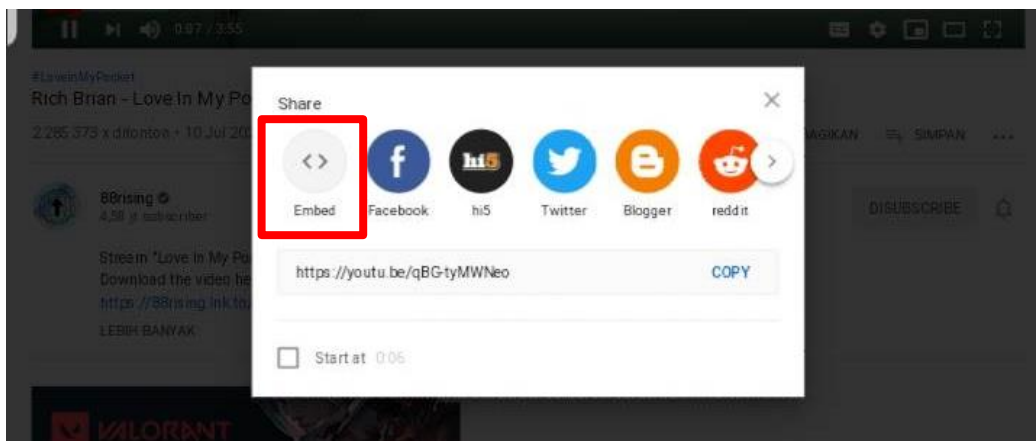 0:07 / 3:55
#LoveInMyPocket
Rich Brian - Love In My Po
2.285.373 x ditonton • 10 Jul 202
BAGIKAN SIMPAN
88rising
4,58 jt subscriber
DISUBSCRIBE
Stream "Love In My Po
Download the video he
https://88rising.lnk.to
LEBIH BANYAK
Share
Embed Facebook hi5 Twitter Blogger reddit
https://youtu.be/qBG-tyMWNeo
COPY
Start at 0:06
VALORANT